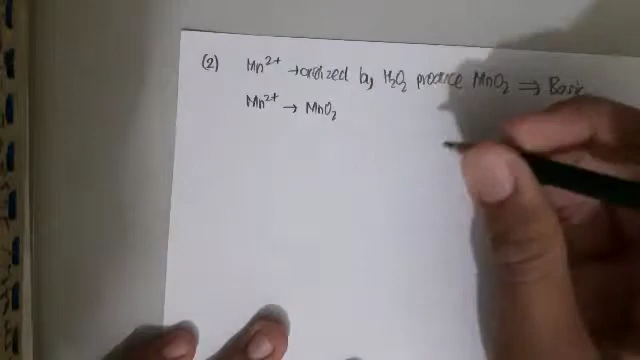 (2) Mn²⁺ → oxidized by H₂O₂ produce MnO₂ ⇒ Basic
Mn²⁺ → MnO₂